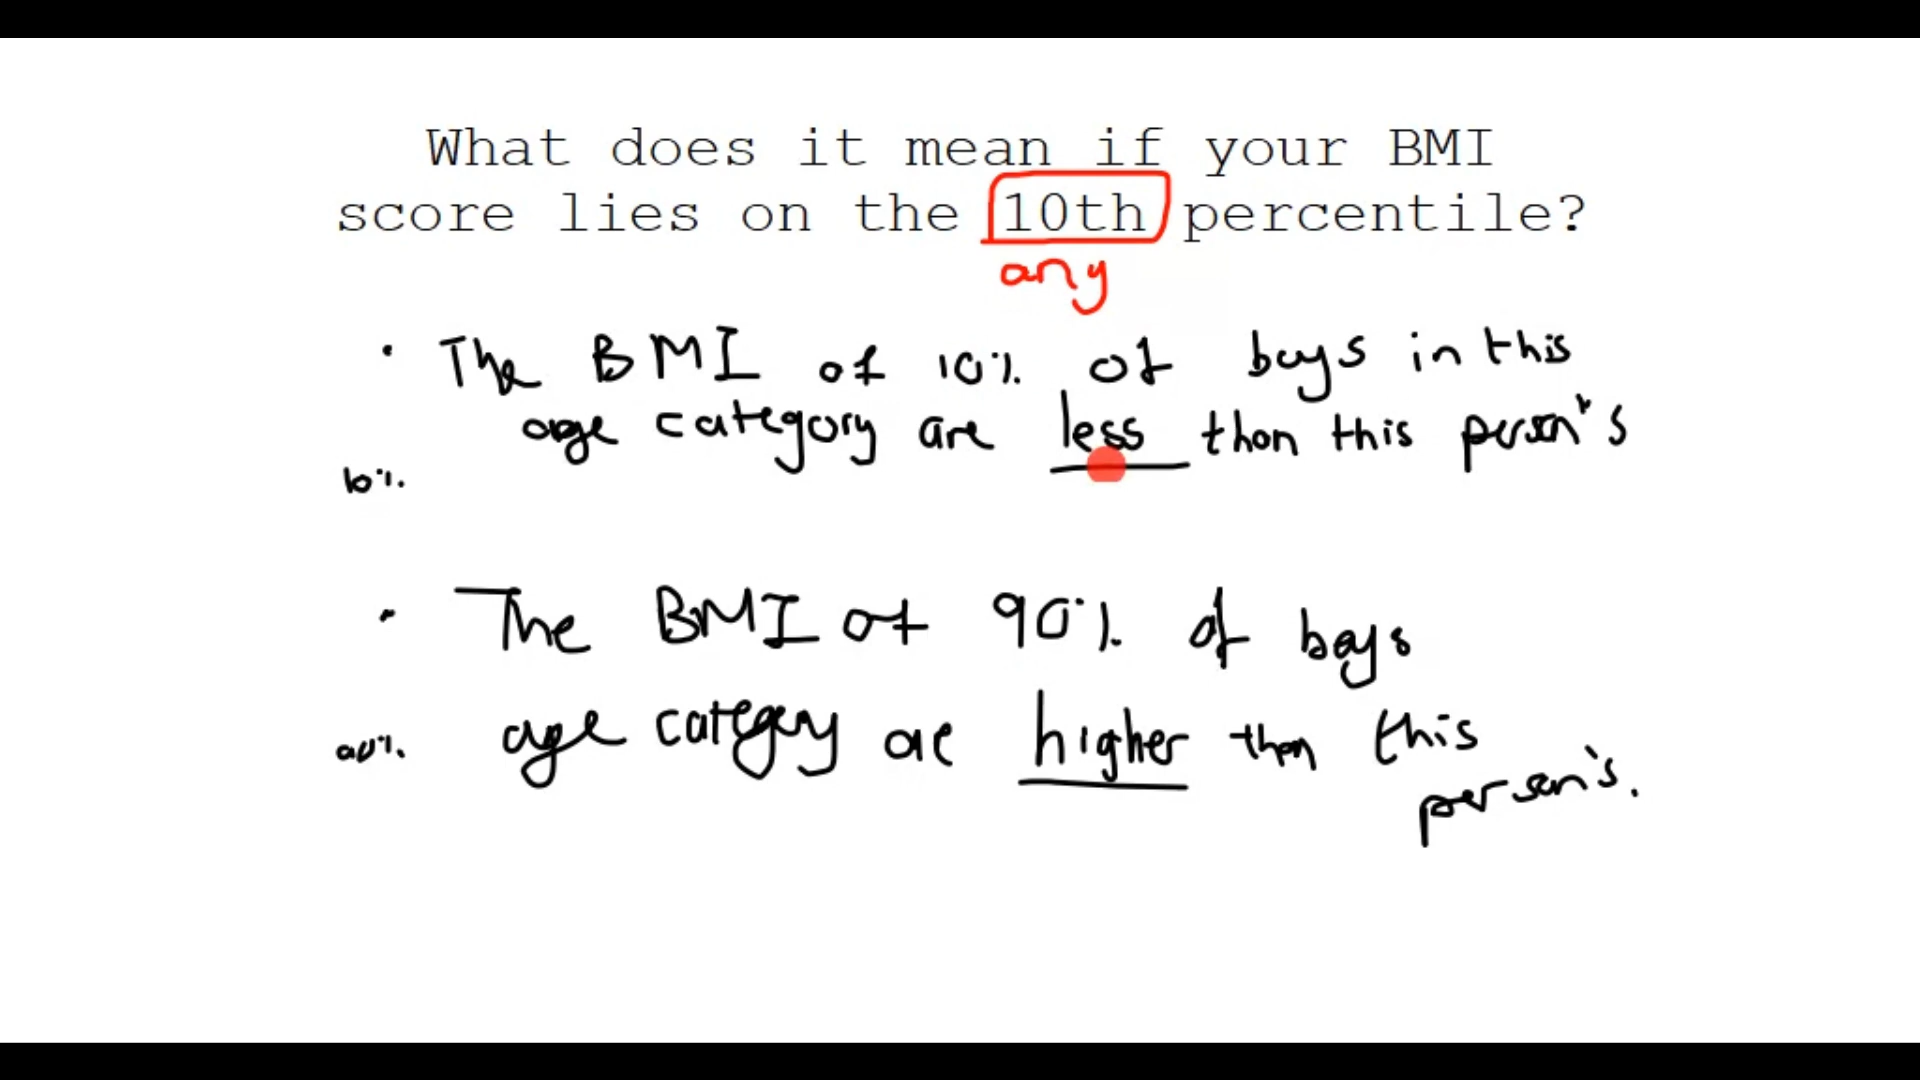 What does it mean if your BMI
score lies on the 10th percentile?
any
• The BMI of 10% of boys in this
age category are less than this person's
10%.
• The BMI of 90% of boys
age category are higher than this
90%.
person's.